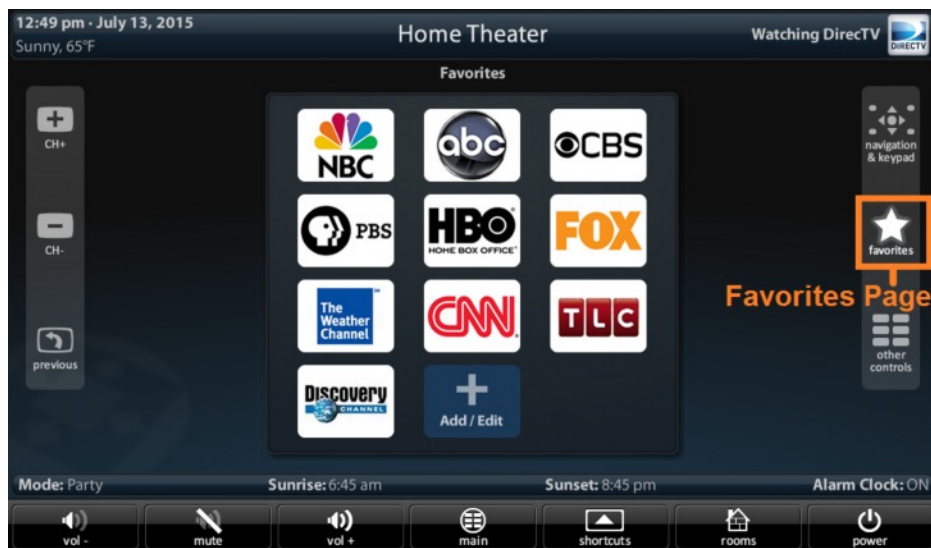 12:49 pm · July 13, 2015
Sunny, 65°F
Home Theater
Watching DirecTV
DIRECTV
Favorites
CH+
CH-
previous
NBC
abc
CBS
PBS
HBO
HOME BOX OFFICE
FOX
The
Weather
Channel
CNN
TLC
Discovery
CHANNEL
Add / Edit
navigation
& keypad
favorites
Favorites Page
other
controls
Mode: Party
Sunrise: 6:45 am
Sunset: 8:45 pm
Alarm Clock: ON
vol -
mute
vol +
main
shortcuts
rooms
power